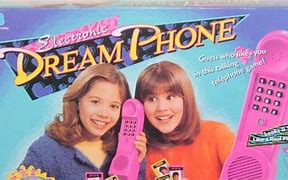 Electronic
DREAM PHONE
Guess who likes you
in this talking
telephone game!